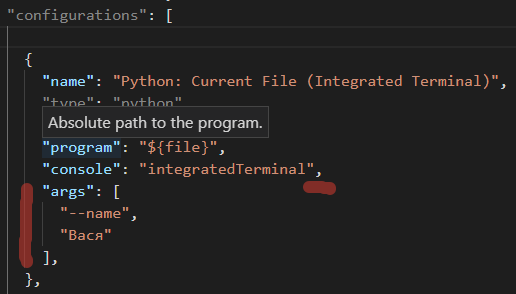 "configurations": [
{
"name": "Python: Current File (Integrated Terminal)",
"type": "python"
Absolute path to the program.
"program": "${file}",
"console": "integratedTerminal",
"args": [
"--name",
"Вася"
],
},